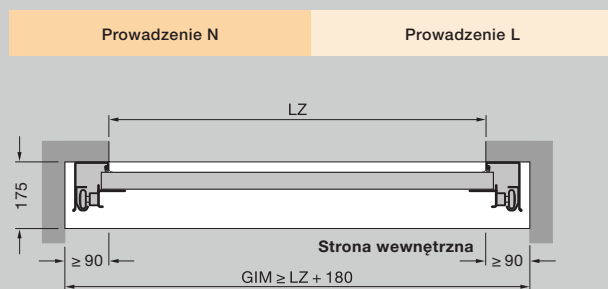 Prowadzenie N
Prowadzenie L
LZ
175
Strona wewnętrzna
≥ 90
≥ 90
GIM ≥ LZ + 180